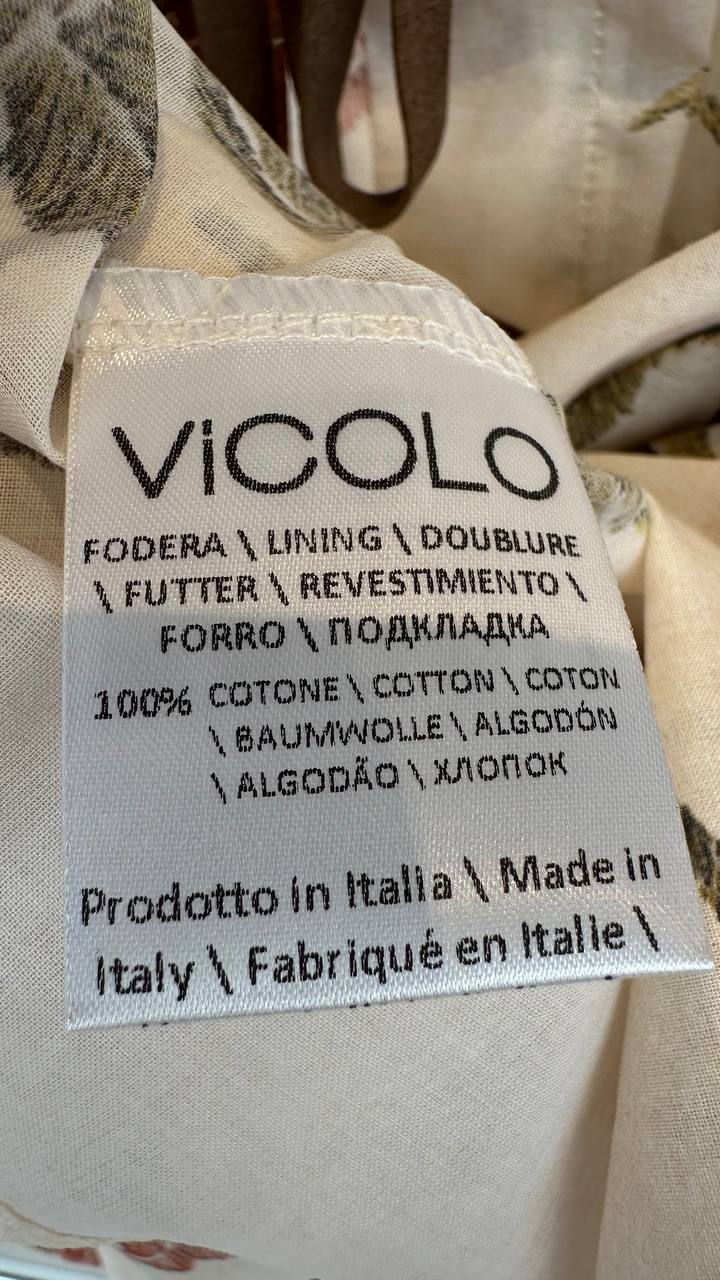 ViCOLO
FODERA \ LINING \ DOUBLURE
\ FUTTER \ REVESTIMIENTO \
FORRO \ ПОДКЛАДКА
100% COTONE \ COTTON \ COTON
\ BAUMWOLLE \ ALGODÓN
\ ALGODÃO \ ХЛОПОК
Prodotto in Italia \ Made in
Italy \ Fabriqué en Italie \